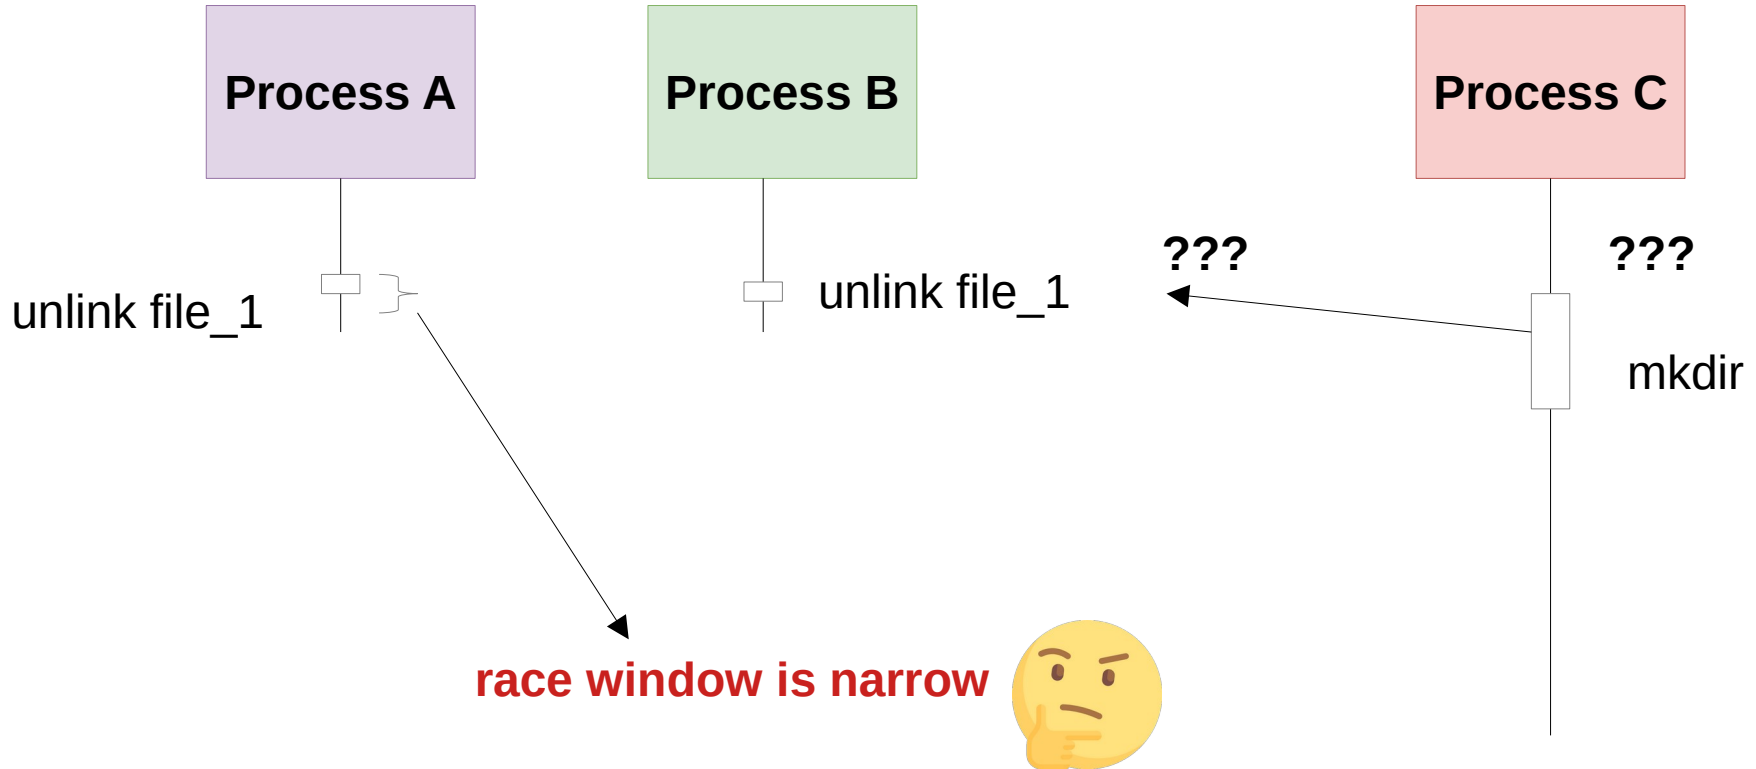 Process A
Process B
Process C
???
???
unlink file_1
unlink file_1
mkdir
race window is narrow